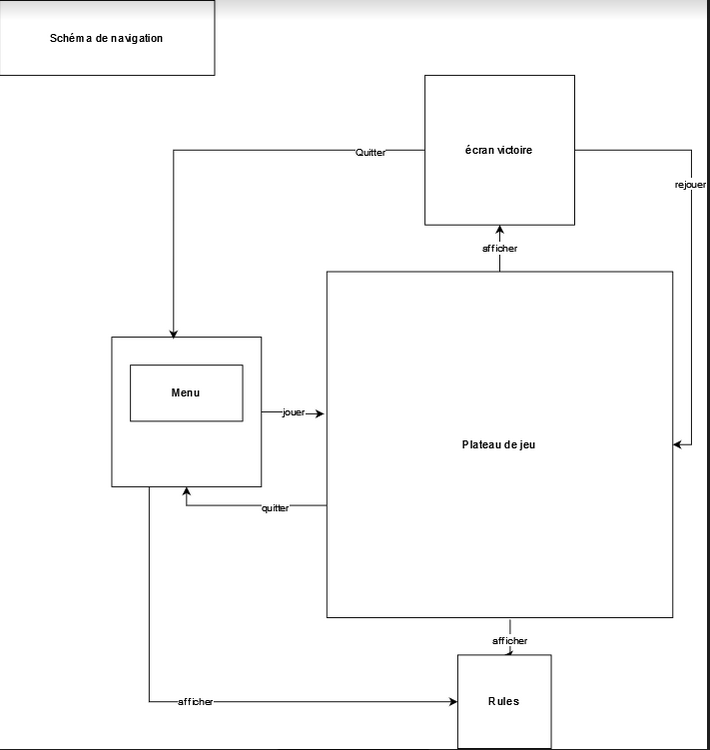 Schéma de navigation
écran victoire
Quitter
rejouer
afficher
Menu
jouer
Plateau de jeu
quitter
afficher
afficher
Rules